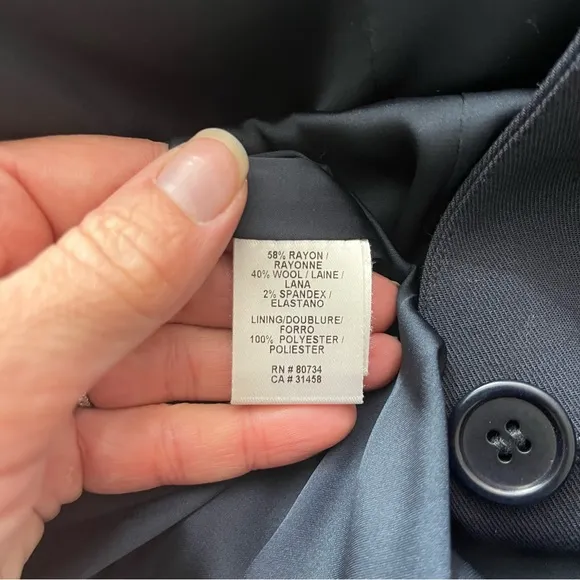 58% RAYON /
RAYONNE
40% WOOL / LAINE /
LANA
2% SPANDEX /
ELASTANO
LINING/DOUBLURE/
FORRO
100% POLYESTER /
POLIESTER
RN # 80734
CA # 31458